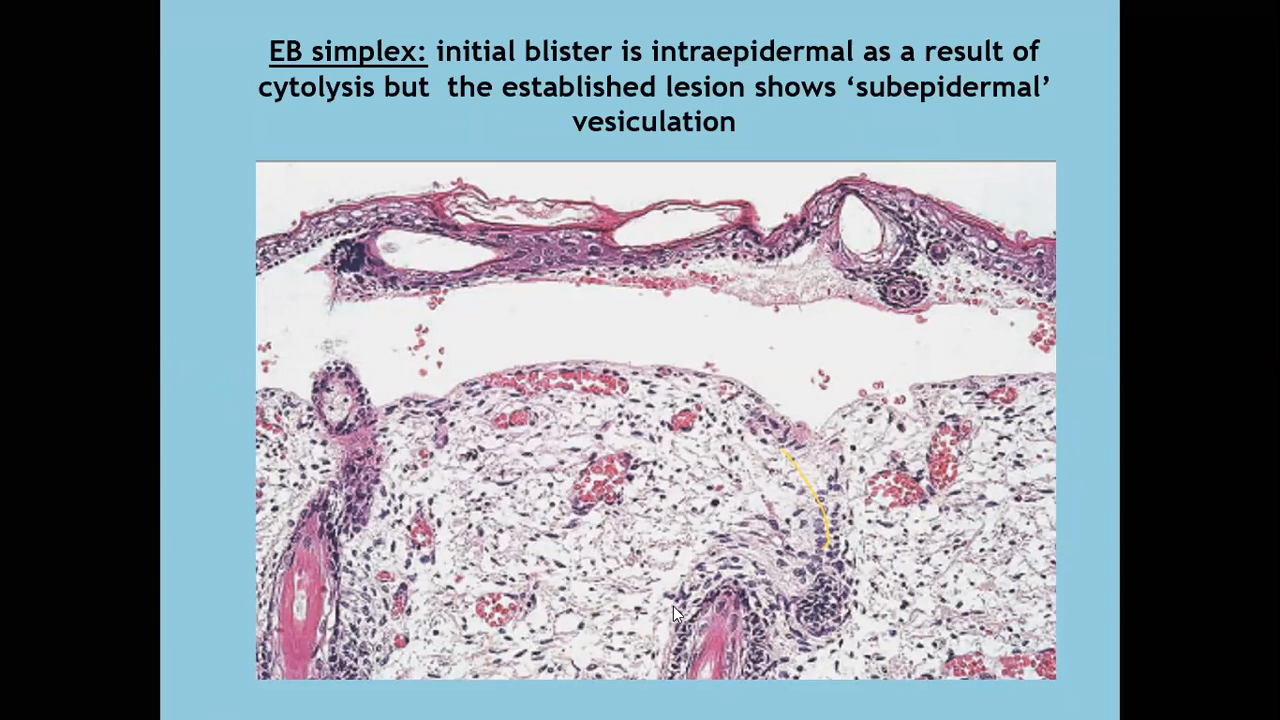 EB simplex: initial blister is intraepidermal as a result of
cytolysis but  the established lesion shows ‘subepidermal’
vesiculation